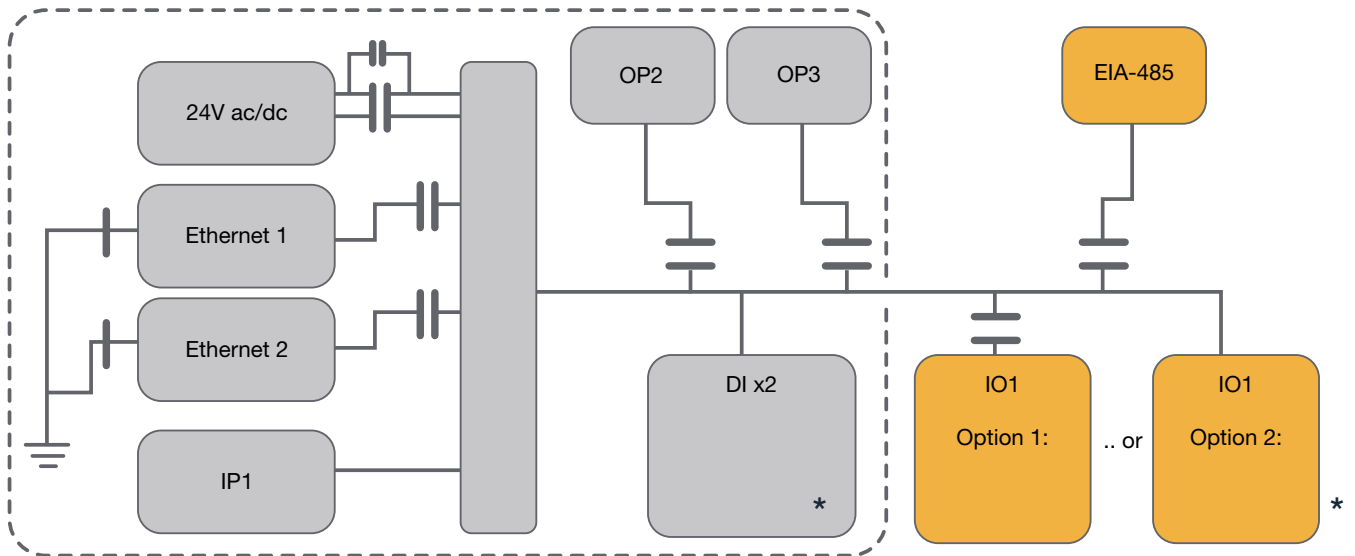 24V ac/dc
OP2
OP3
EIA-485
Ethernet 1
Ethernet 2
IP1
DI x2
*
IO1
Option 1:
.. or
IO1
Option 2:
*